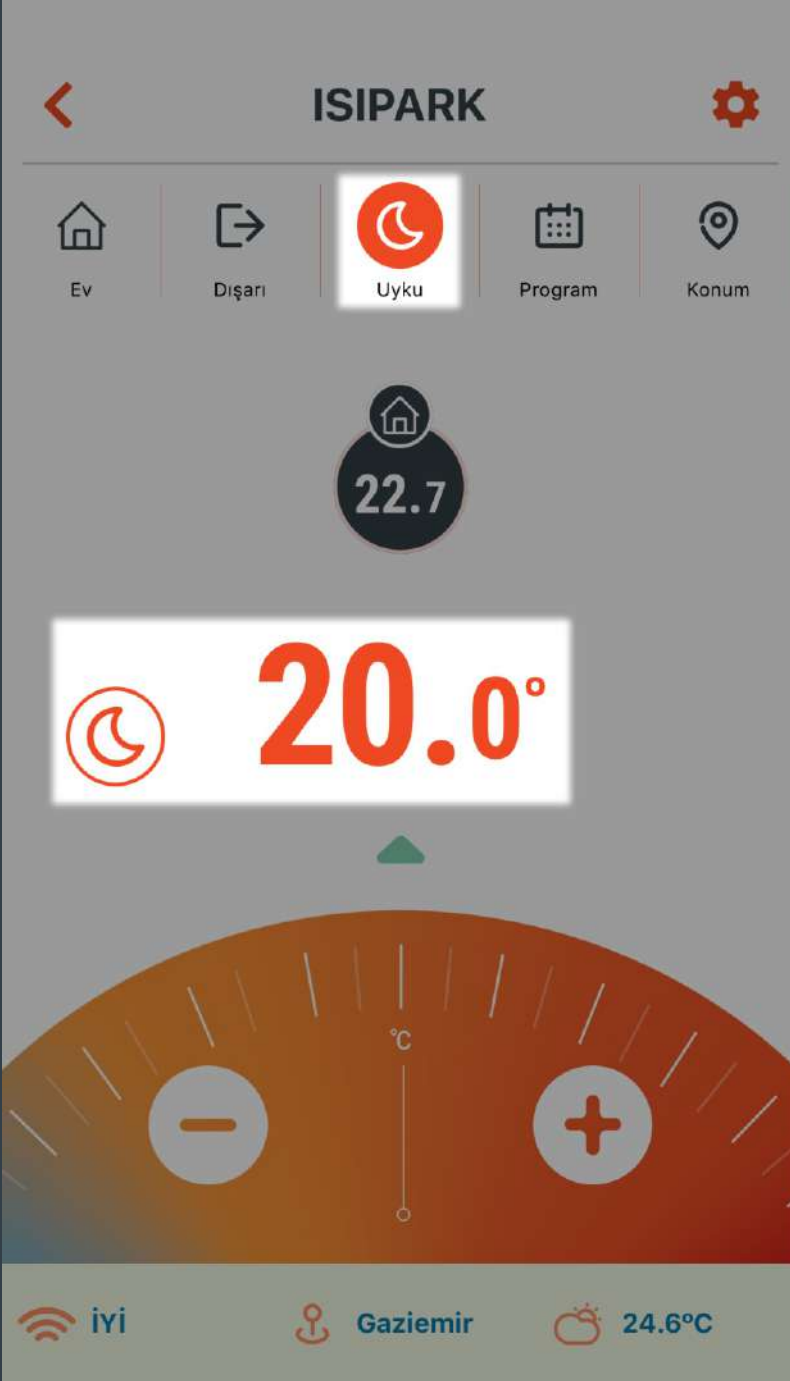 ISIPARK
Ev Dışarı Uyku Program Konum
22.7
20.0°
°C
İYİ Gaziemir 24.6°C